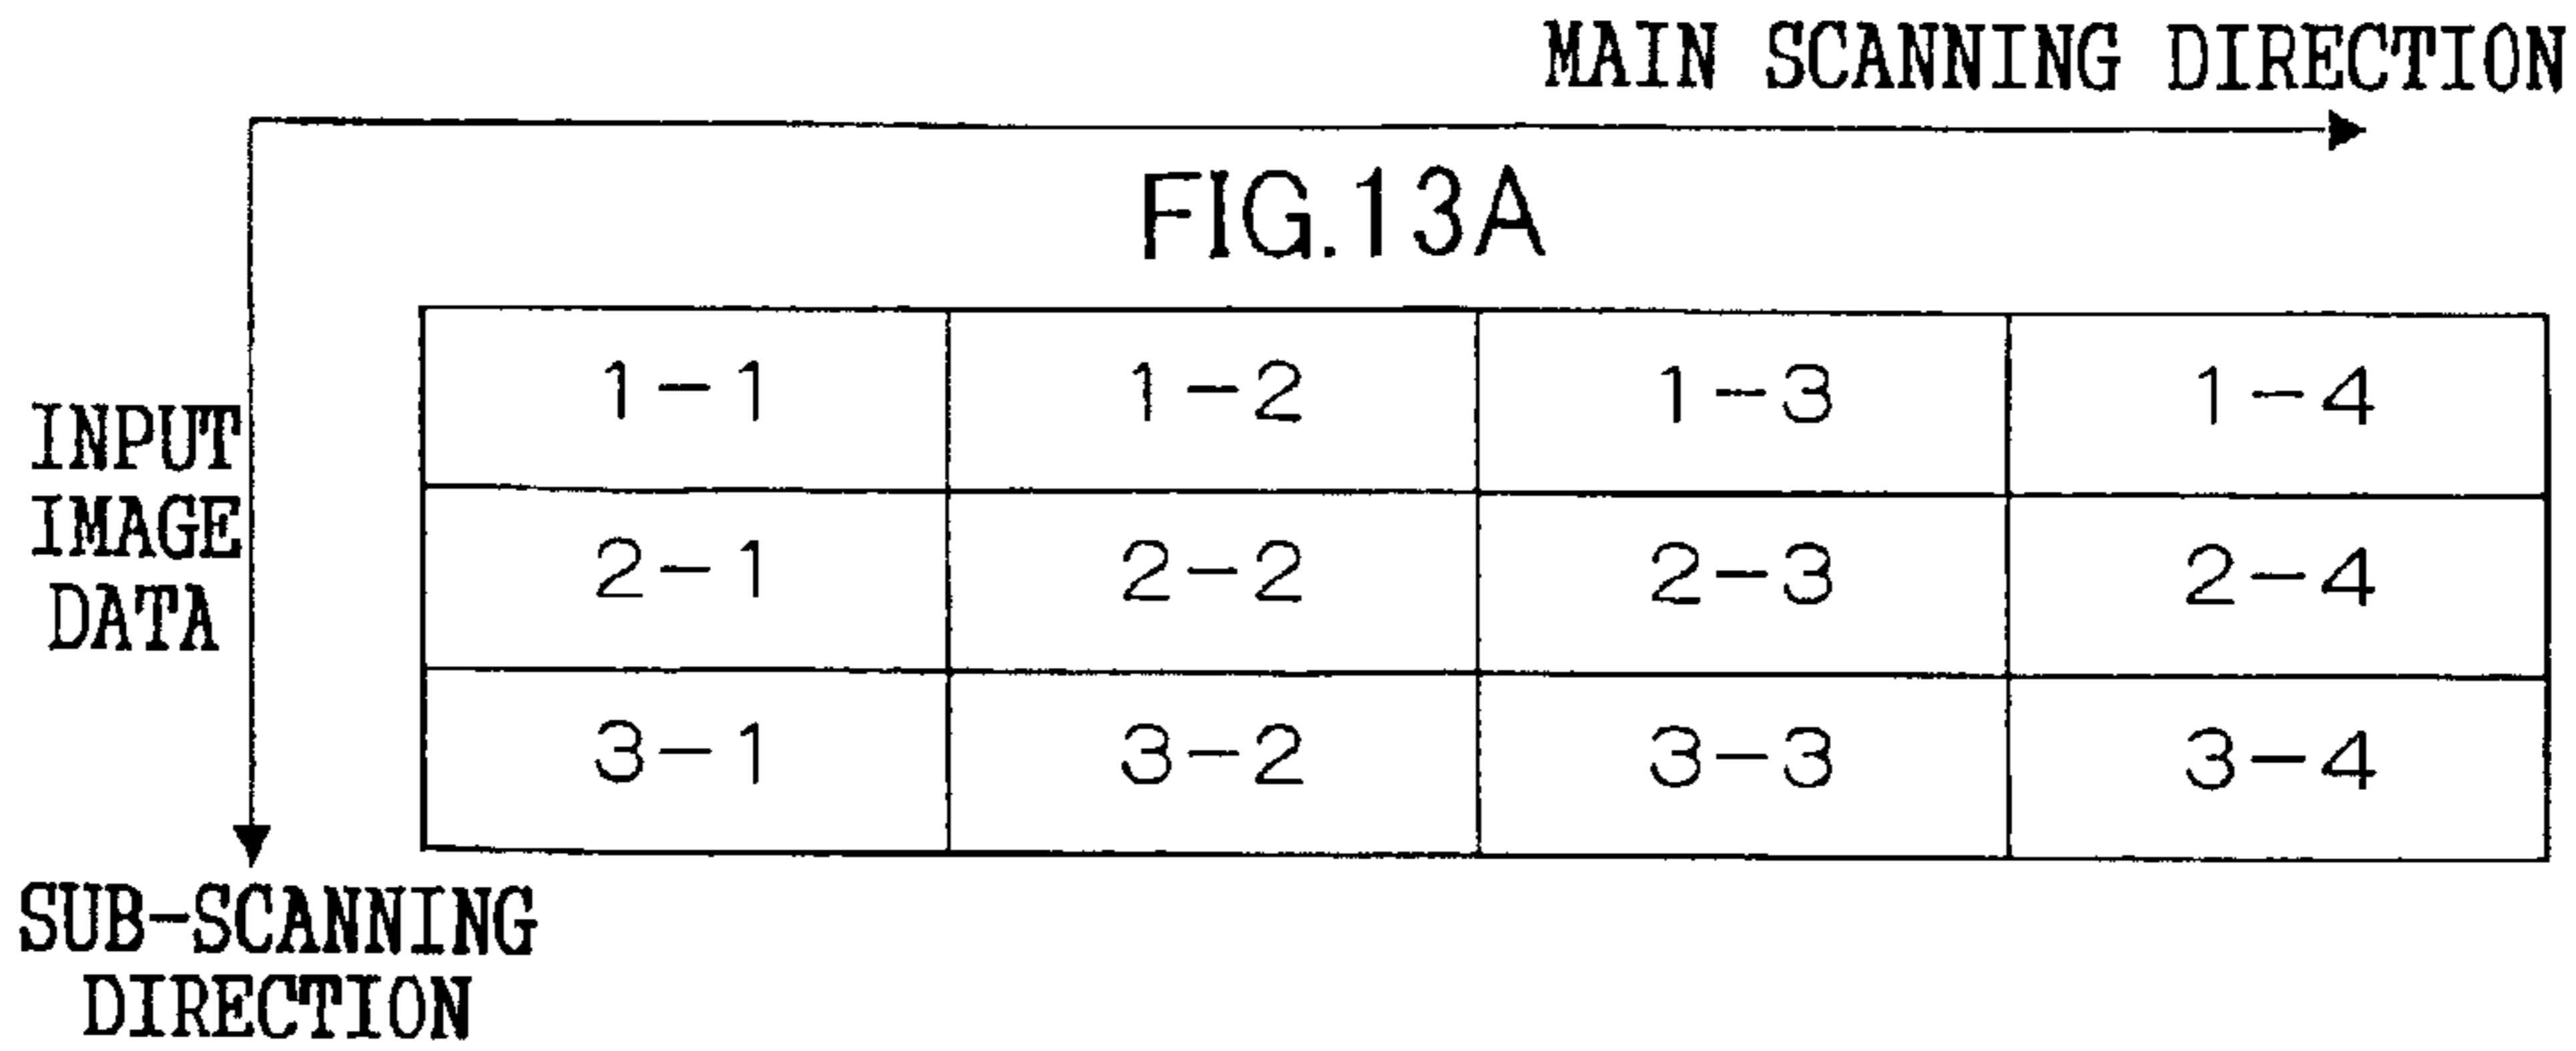 MAIN SCANNING DIRECTION
FIG.13A
INPUT
IMAGE
DATA
1-1 1-2 1-3 1-4
2-1 2-2 2-3 2-4
3-1 3-2 3-3 3-4
SUB-SCANNING
DIRECTION